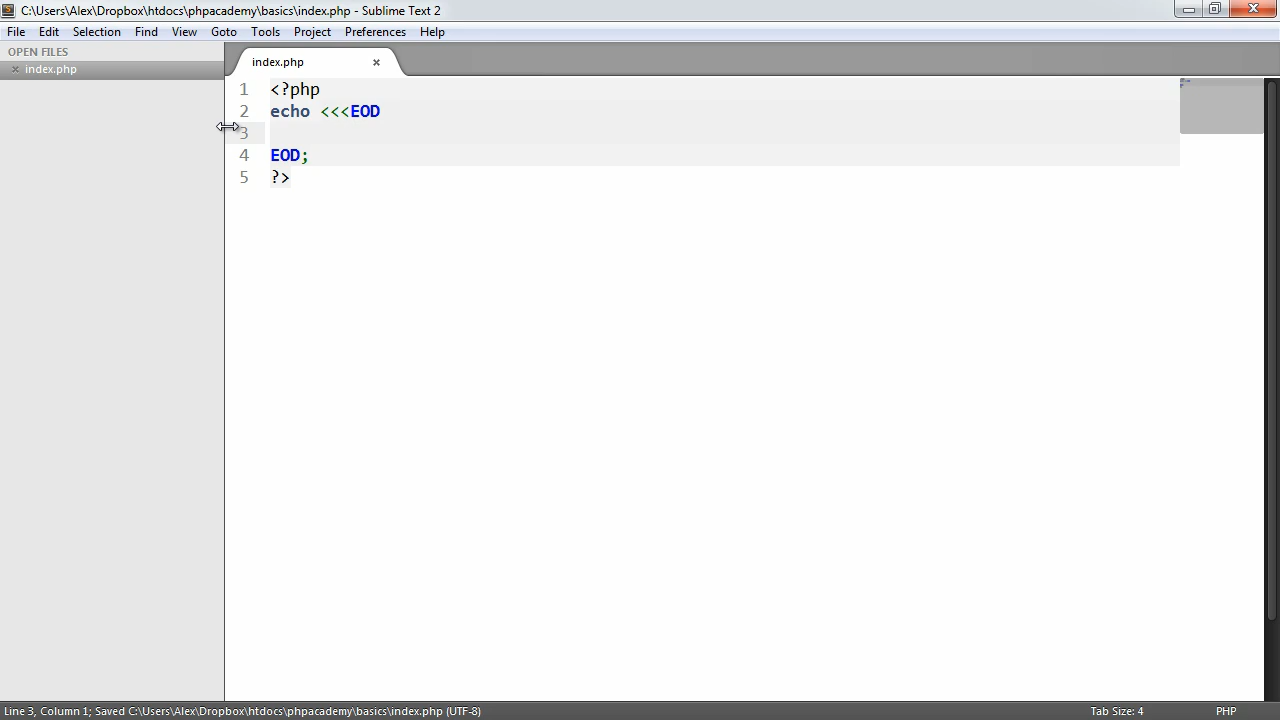 C:\Users\Alex\Dropbox\htdocs\phpacademy\basics\index.php - Sublime Text 2
File Edit Selection Find View Goto Tools Project Preferences Help
OPEN FILES
index.php
index.php
1 <?php
2 echo <<<EOD
3
4 EOD;
5 ?>
Line 3, Column 1; Saved C:\Users\Alex\Dropbox\htdocs\phpacademy\basics\index.php (UTF-8) Tab Size: 4 PHP